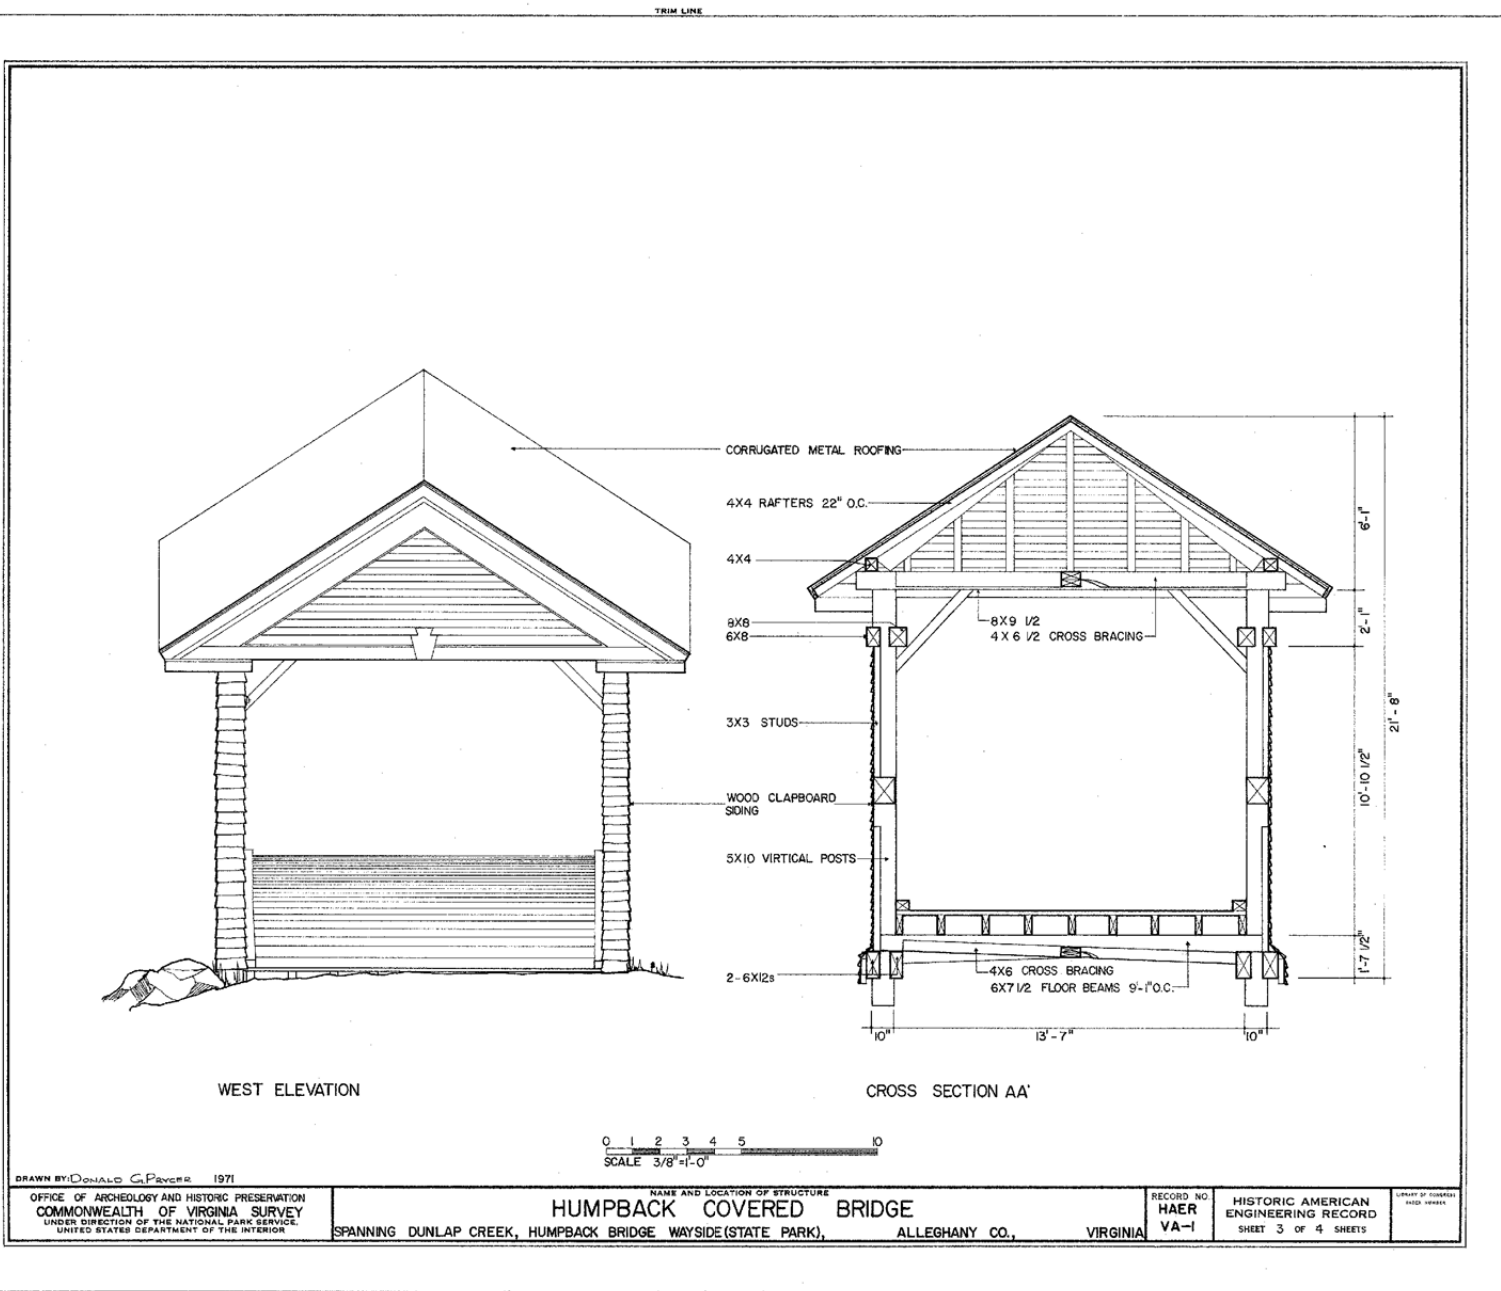 TRIM LINE
CORRUGATED METAL ROOFING
4X4 RAFTERS 22" O.C.
4X4
8X8
6X8
8X9 1/2
4 X 6 1/2 CROSS BRACING
3X3 STUDS
WOOD CLAPBOARD
SIDING
5X10 VIRTICAL POSTS
2-6X12s
4X6 CROSS BRACING
6X7 1/2 FLOOR BEAMS 9'-1" O.C.
6'-1"
2'-1"
21'-8"
10'-10 1/2"
1'-7 1/2"
10"
13'-7"
10"
WEST ELEVATION
CROSS SECTION AA'
0 1 2 3 4 5 10
SCALE 3/8"=1'-0"
DRAWN BY: DONALD G. 1971
OFFICE OF ARCHEOLOGY AND HISTORIC PRESERVATION
COMMONWEALTH OF VIRGINIA SURVEY
UNDER DIRECTION OF THE NATIONAL PARK SERVICE,
UNITED STATES DEPARTMENT OF THE INTERIOR
NAME AND LOCATION OF STRUCTURE
HUMPBACK COVERED BRIDGE
SPANNING DUNLAP CREEK, HUMPBACK BRIDGE WAYSIDE (STATE PARK), ALLEGHANY CO., VIRGINIA
RECORD NO.
HAER
VA-1
HISTORIC AMERICAN
ENGINEERING RECORD
SHEET 3 OF 4 SHEETS
LIBRARY OF CONGRESS
INDEX NUMBER